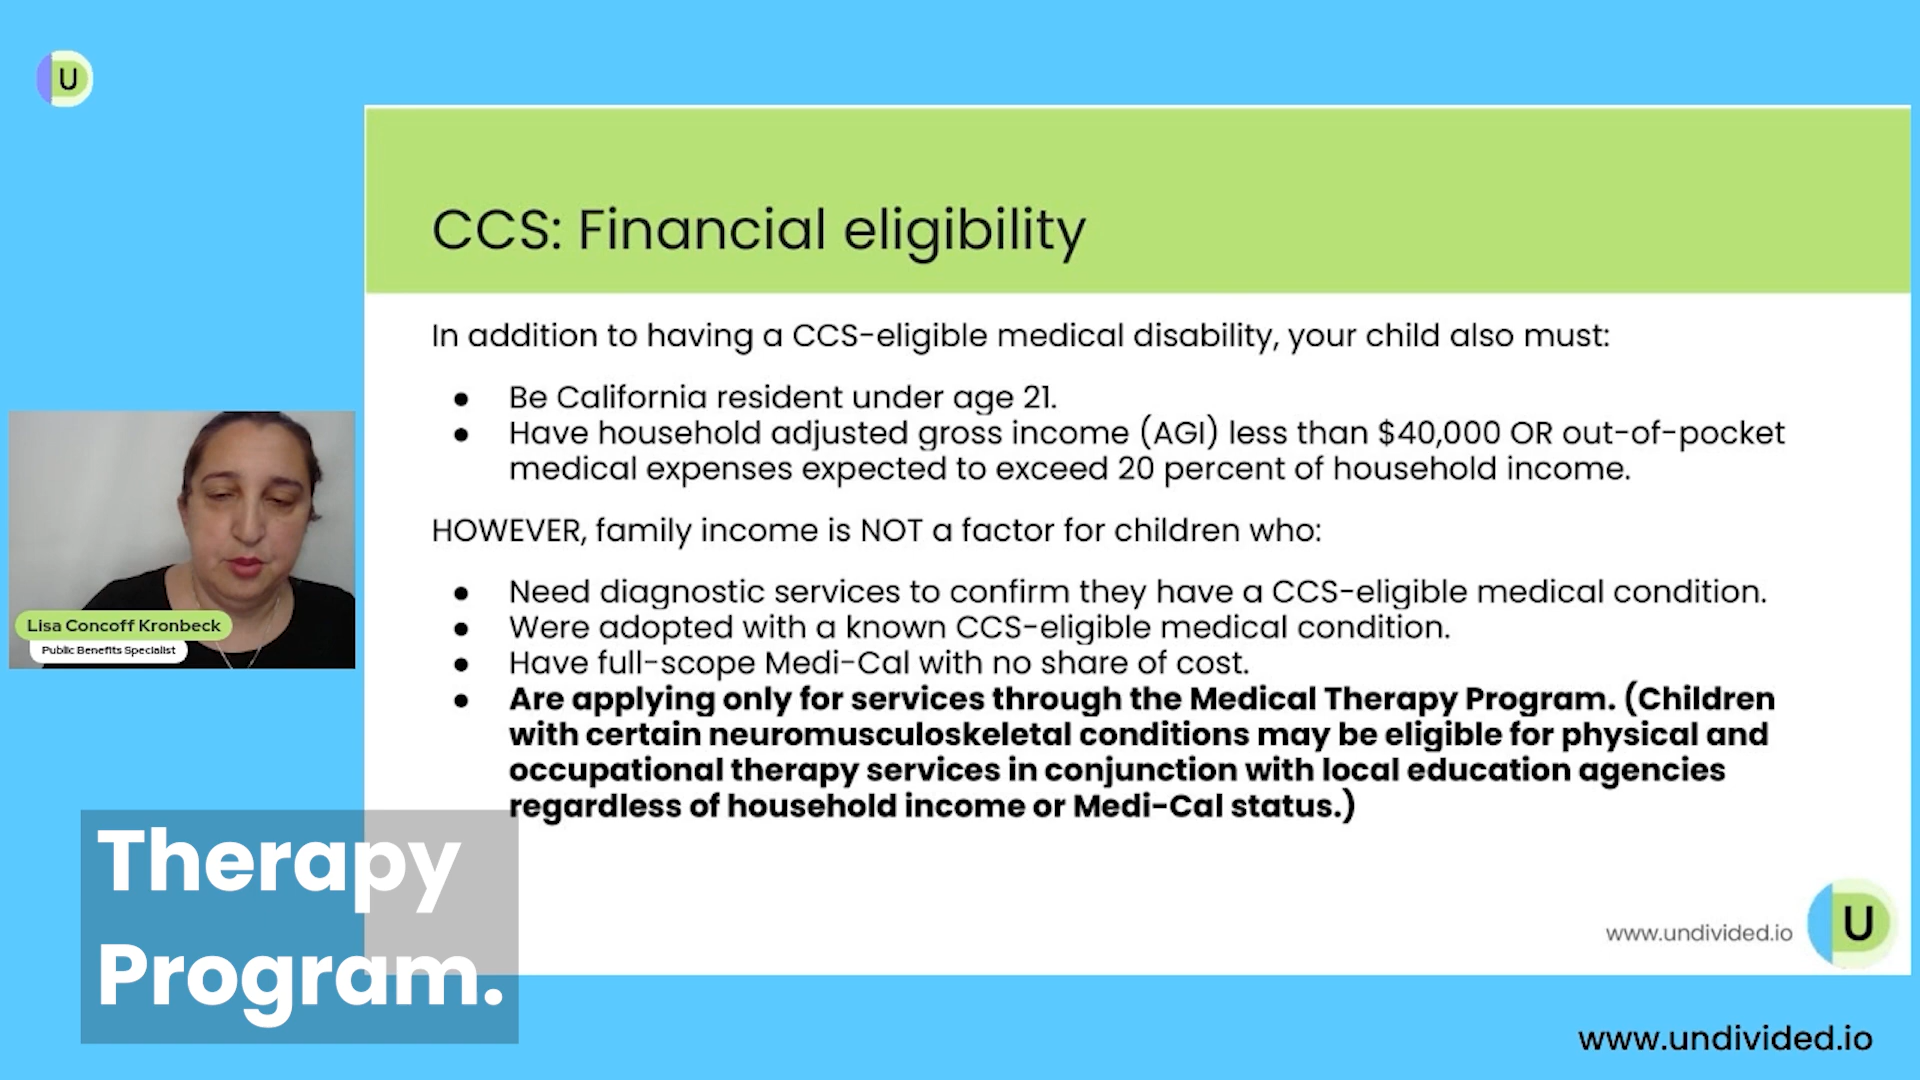 U
CCS: Financial eligibility
In addition to having a CCS-eligible medical disability, your child also must:
● Be California resident under age 21.
● Have household adjusted gross income (AGI) less than $40,000 OR out-of-pocket
medical expenses expected to exceed 20 percent of household income.
HOWEVER, family income is NOT a factor for children who:
● Need diagnostic services to confirm they have a CCS-eligible medical condition.
● Were adopted with a known CCS-eligible medical condition.
● Have full-scope Medi-Cal with no share of cost.
● Are applying only for services through the Medical Therapy Program. (Children
with certain neuromusculoskeletal conditions may be eligible for physical and
occupational therapy services in conjunction with local education agencies
regardless of household income or Medi-Cal status.)
Lisa Concoff Kronbeck
Public Benefits Specialist
Therapy
Program.
www.undivided.io
U
www.undivided.io